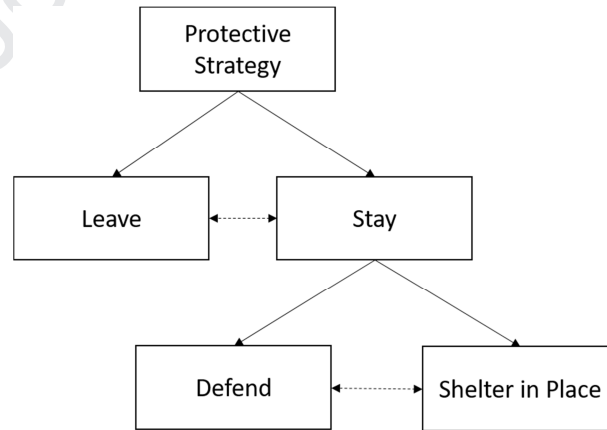 Protective
Strategy
Leave
Stay
Defend
Shelter in Place